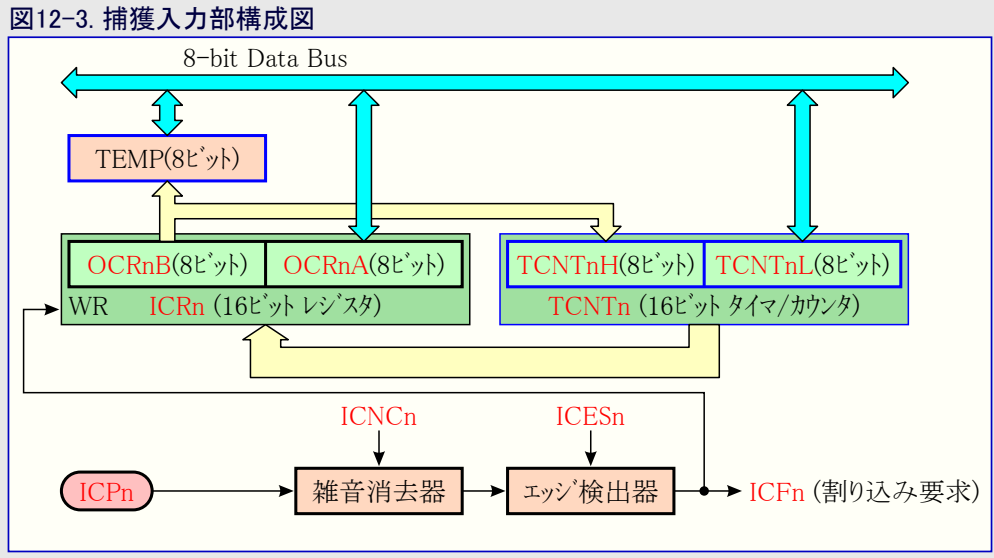 図12-3. 捕獲入力部構成図
8-bit Data Bus
TEMP(8ﾋﾞｯﾄ)
OCRnB(8ﾋﾞｯﾄ) OCRnA(8ﾋﾞｯﾄ) TCNTnH(8ﾋﾞｯﾄ) TCNTnL(8ﾋﾞｯﾄ)
WR ICRn (16ﾋﾞｯﾄ ﾚｼﾞｽﾀ) TCNTn (16ﾋﾞｯﾄ ﾀｲﾏ/ｶｳﾝﾀ)
ICNCn ICESn
ICPn 雑音消去器 ｴｯｼﾞ検出器 ICFn (割り込み要求)